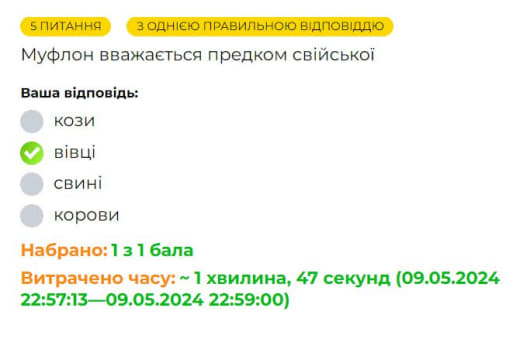 5 ПИТАННЯ З ОДНІЄЮ ПРАВИЛЬНОЮ ВІДПОВІДДЮ
Муфлон вважається предком свійської
Ваша відповідь:
кози
вівці
свині
корови
Набрано: 1 з 1 бала
Витрачено часу: ~ 1 хвилина, 47 секунд (09.05.2024
22:57:13—09.05.2024 22:59:00)